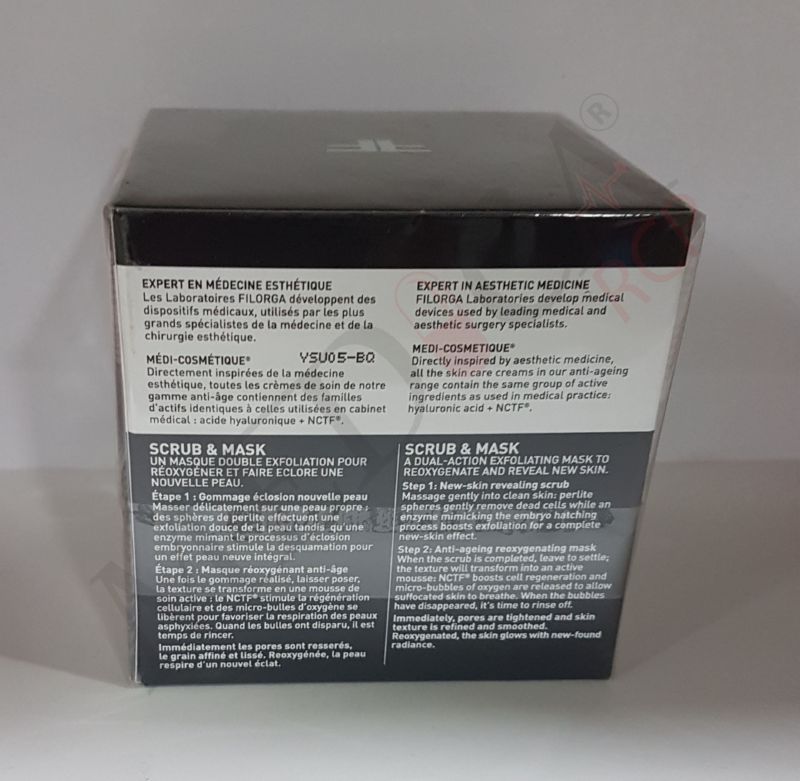 EXPERT EN MÉDECINE ESTHÉTIQUE
Les Laboratoires FILORGA développent des
dispositifs médicaux, utilisés par les plus
grands spécialistes de la médecine et de la
chirurgie esthétique.
MÉDI-COSMÉTIQUE® YSU05-BQ
Directement inspirées de la médecine
esthétique, toutes les crèmes de soin de notre
gamme anti-âge contiennent des familles
d'actifs identiques à celles utilisées en cabinet
médical : acide hyaluronique + NCTF®.
EXPERT IN AESTHETIC MEDICINE
FILORGA Laboratories develop medical
devices used by leading medical and
aesthetic surgery specialists.
MEDI-COSMETIQUE®
Directly inspired by aesthetic medicine,
all the skin care creams in our anti-ageing
range contain the same group of active
ingredients as used in medical practice:
hyaluronic acid + NCTF®.
SCRUB & MASK
UN MASQUE DOUBLE EXFOLIATION POUR
RÉOXYGÉNER ET FAIRE ECLORE UNE
NOUVELLE PEAU.
Étape 1 : Gommage éclosion nouvelle peau
Masser délicatement sur une peau propre :
des sphères de perlite effectuent une
exfoliation douce de la peau tandis qu'une
enzyme mimant le processus d'éclosion
embryonnaire stimule la desquamation pour
un effet peau neuve intégral.
Étape 2 : Masque réoxygénant anti-âge
Une fois le gommage réalisé, laisser poser,
la texture se transforme en une mousse de
soin active : le NCTF® stimule la régénération
cellulaire et des micro-bulles d'oxygène se
libèrent pour favoriser la respiration des peaux
asphyxiées. Quand les bulles ont disparu, il est
temps de rincer.
Immédiatement les pores sont resserés,
le grain affiné et lissé. Reoxygénée, la peau
respire d'un nouvel éclat.
SCRUB & MASK
A DUAL-ACTION EXFOLIATING MASK TO
REOXYGENATE AND REVEAL NEW SKIN.
Step 1: New-skin revealing scrub
Massage gently into clean skin: perlite
spheres gently remove dead cells while an
enzyme mimicking the embryo hatching
process boosts exfoliation for a complete
new-skin effect.
Step 2: Anti-ageing reoxygenating mask
When the scrub is completed, leave to settle;
the texture will transform into an active
mousse: NCTF® boosts cell regeneration and
micro-bubbles of oxygen are released to allow
suffocated skin to breathe. When the bubbles
have disappeared, it's time to rinse off.
Immediately, pores are tightened and skin
texture is refined and smoothed.
Reoxygenated, the skin glows with new-found
radiance.